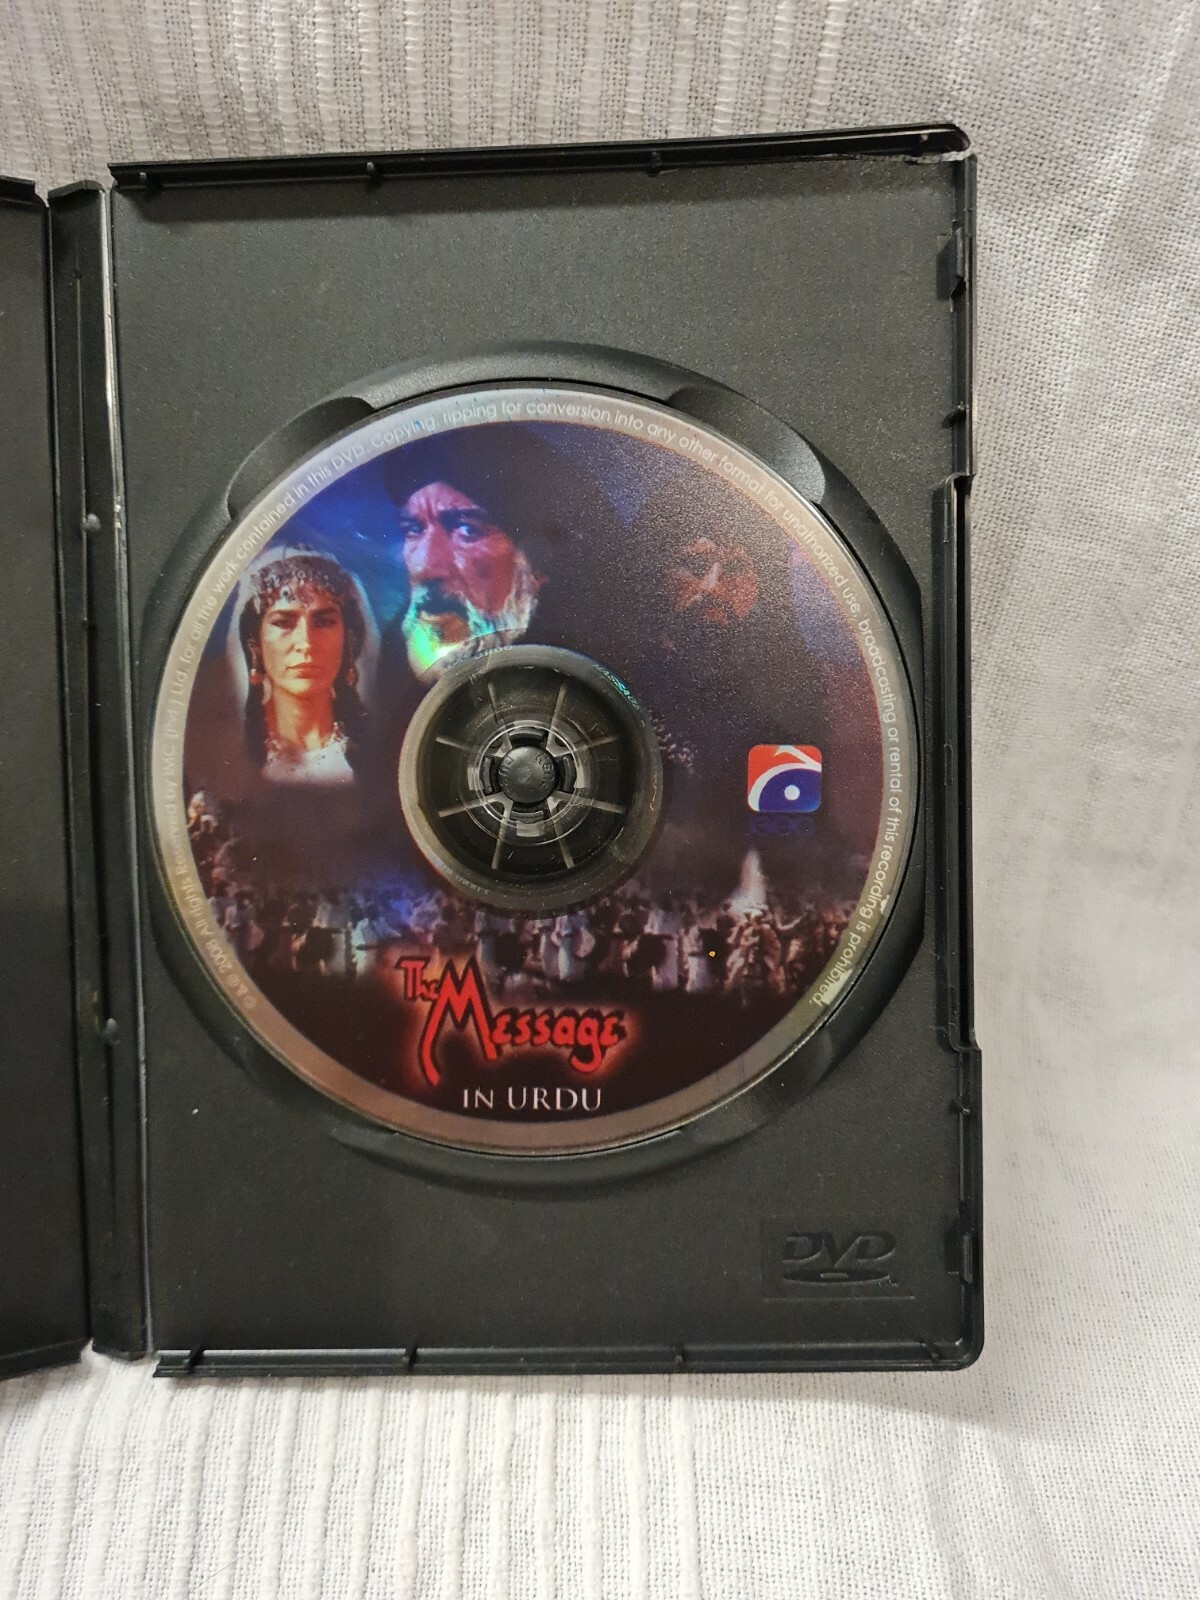 © & ℗ 2008 All rights Reserved by IMC (Pvt) Ltd, for all the work contained in this DVD. Copying, ripping for conversion into any other format for unauthorized use, broadcasting or rental of this recording is prohibited.
GEO
The Message
IN URDU
DVD